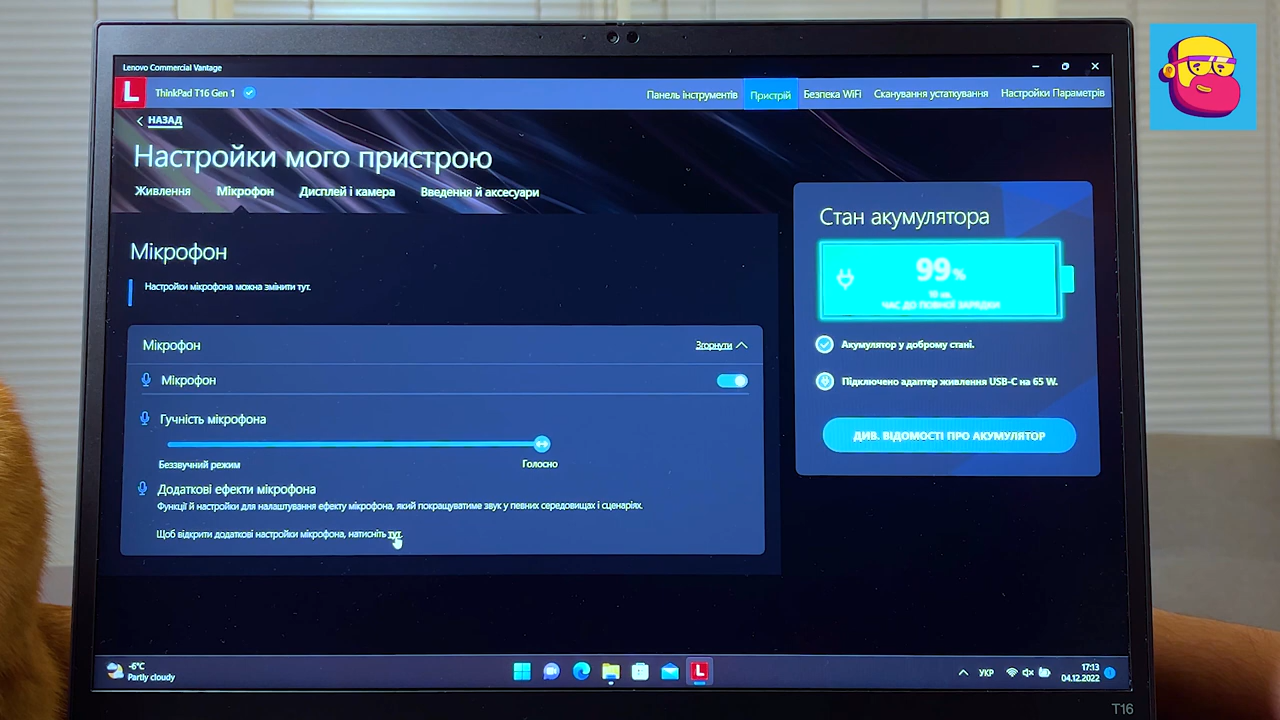 Lenovo Commercial Vantage
L
ThinkPad T16 Gen 1
Панель інструментів
Пристрій
Безпека WiFi
Сканування устаткування
Настройки Параметрів
НАЗАД
Настройки мого пристрою
Живлення
Мікрофон
Дисплей і камера
Введення й аксесуари
Мікрофон
Настройки мікрофона можна змінити тут.
Мікрофон
Згорнути
Мікрофон
Гучність мікрофона
Беззвучний режим
Голосно
Додаткові ефекти мікрофона
Функції й настройки для налаштування ефекту мікрофона, який покращуватиме звук у певних середовищах і сценаріях.
Щоб відкрити додаткові настройки мікрофона, натисніть тут.
Стан акумулятора
99%
ЧАС ДО ПОВНОЇ ЗАРЯДКИ
Акумулятор у доброму стані.
Підключено адаптер живлення USB-C на 65 W.
ДИВ. ВІДОМОСТІ ПРО АКУМУЛЯТОР
-6°C
Partly cloudy
L
УКР
17:13
04.12.2022
T16